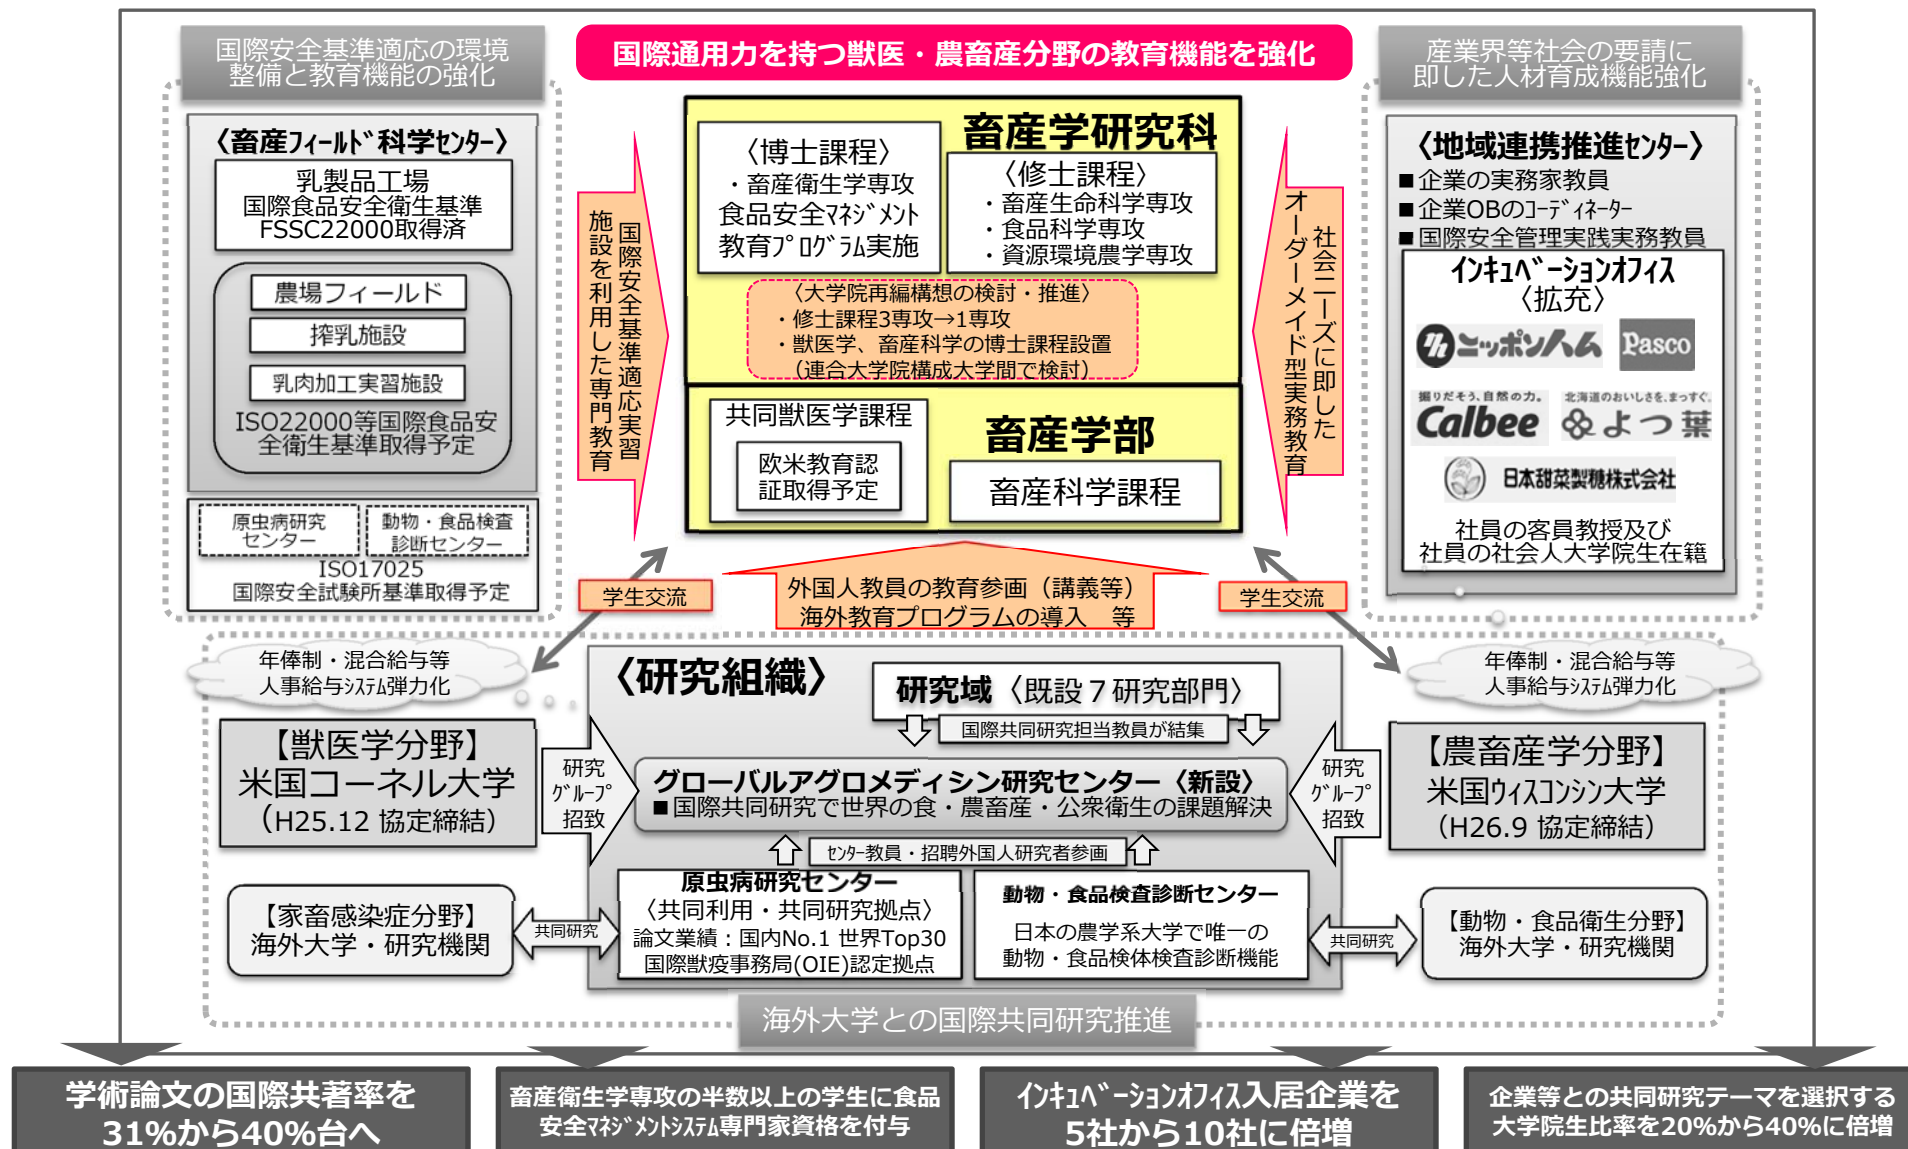 国際安全基準適応の環境
整備と教育機能の強化
国際通用力を持つ獣医・農畜産分野の教育機能を強化
産業界等社会の要請に
即した人材育成機能強化
〈畜産フィールド科学センター〉
乳製品工場
国際食品安全衛生基準
FSSC22000取得済
農場フィールド
搾乳施設
乳肉加工実習施設
ISO22000等国際食品安
全衛生基準取得予定
原虫病研究
センター
動物・食品検査
診断センター
ISO17025
国際安全試験所基準取得予定
国際安全基準適応実習
施設を利用した専門教育
畜産学研究科
〈博士課程〉
・畜産衛生学専攻
食品安全マネジメント
教育プログラム実施
〈修士課程〉
・畜産生命科学専攻
・食品科学専攻
・資源環境農学専攻
〈大学院再編構想の検討・推進〉
・修士課程3専攻→1専攻
・獣医学、畜産科学の博士課程設置
（連合大学院構成大学間で検討）
畜産学部
共同獣医学課程
欧米教育認
証取得予定
畜産科学課程
社会ニーズに即した
オーダーメイド型実務教育
〈地域連携推進センター〉
■企業の実務家教員
■企業OBのコーディネーター
■国際安全管理実践実務教員
インキュベーションオフィス
〈拡充〉
ニッポンハム
Pasco
掘りだそう、自然の力。
Calbee
北海道のおいしさを、まっすぐ。
よつ葉
日本甜菜製糖株式会社
社員の客員教授及び
社員の社会人大学院生在籍
学生交流
外国人教員の教育参画（講義等）
海外教育プログラムの導入　等
学生交流
年俸制・混合給与等
人事給与システム弾力化
〈研究組織〉
研究域〈既設７研究部門〉
国際共同研究担当教員が結集
年俸制・混合給与等
人事給与システム弾力化
【獣医学分野】
米国コーネル大学
（H25.12 協定締結）
研究
グループ
招致
グローバルアグロメディシン研究センター〈新設〉
■国際共同研究で世界の食・農畜産・公衆衛生の課題解決
研究
グループ
招致
【農畜産学分野】
米国ウィスコンシン大学
（H26.9 協定締結）
センター教員・招聘外国人研究者参画
【家畜感染症分野】
海外大学・研究機関
共同研究
原虫病研究センター
〈共同利用・共同研究拠点〉
論文業績：国内No.1 世界Top30
国際獣疫事務局(OIE)認定拠点
動物・食品検査診断センター
日本の農学系大学で唯一の
動物・食品検体検査診断機能
共同研究
【動物・食品衛生分野】
海外大学・研究機関
海外大学との国際共同研究推進
学術論文の国際共著率を
31%から40%台へ
畜産衛生学専攻の半数以上の学生に食品
安全マネジメントシステム専門家資格を付与
インキュベーションオフィス入居企業を
5社から10社に倍増
企業等との共同研究テーマを選択する
大学院生比率を20%から40%に倍増